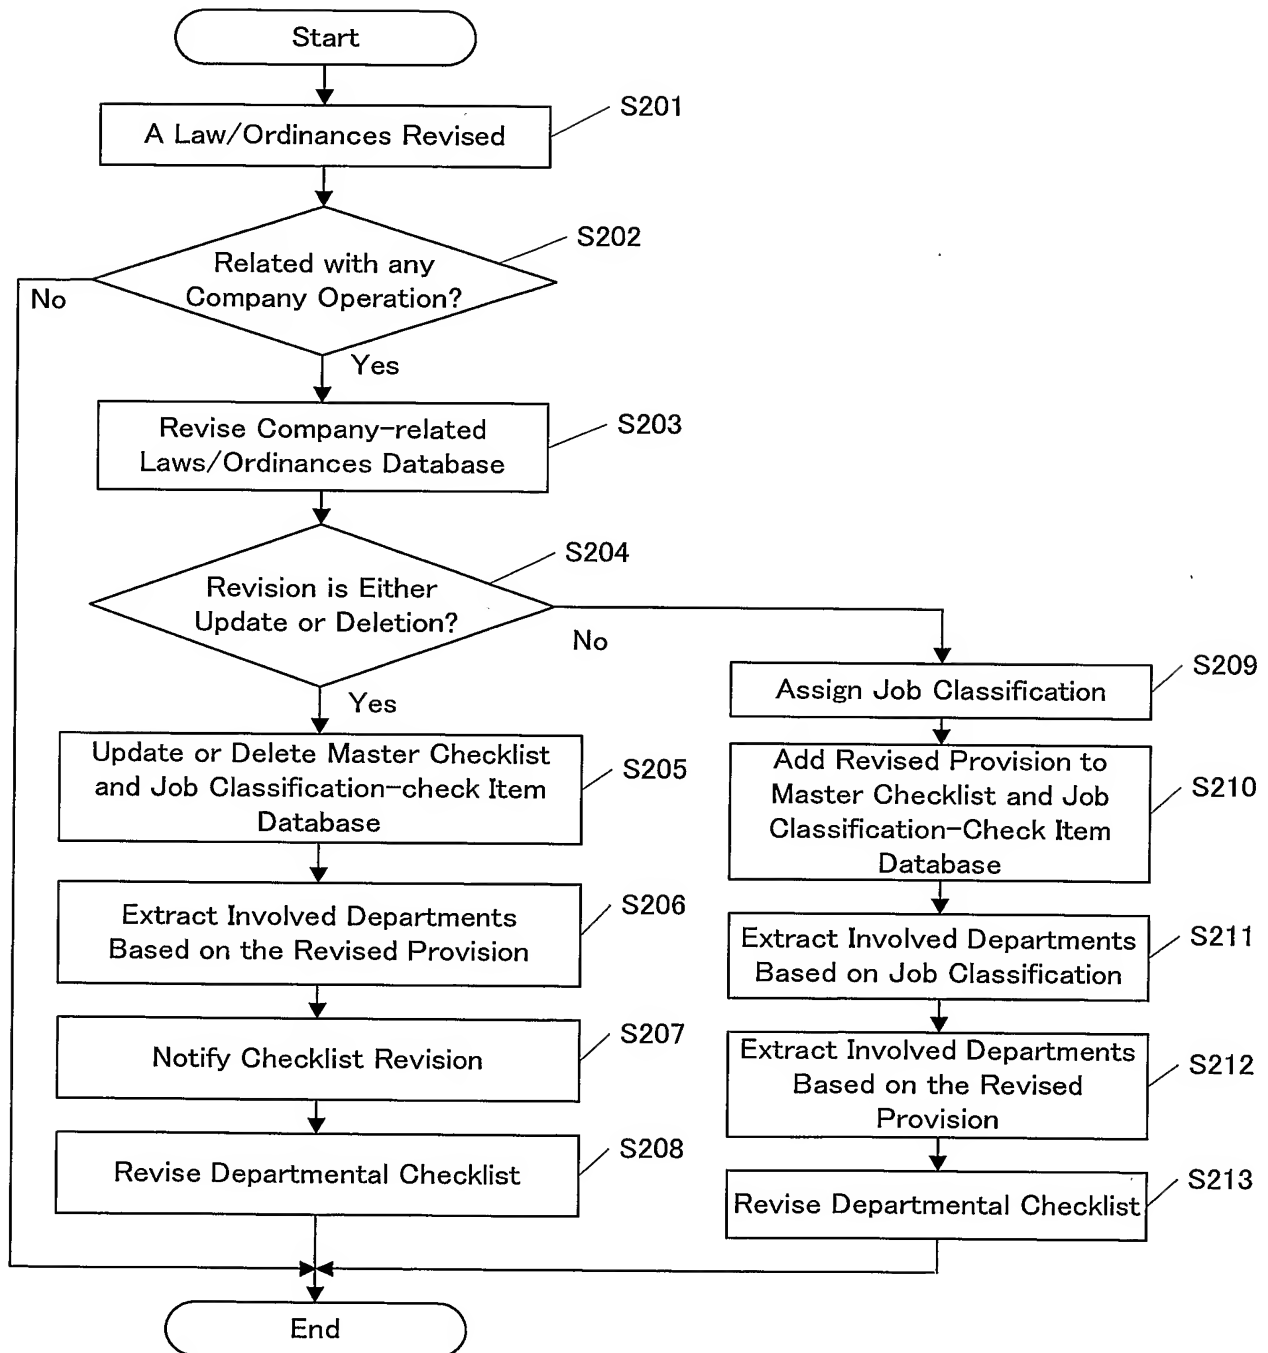 Start
A Law/Ordinances Revised
S201
Related with any
Company Operation?
S202
No
Yes
Revise Company-related
Laws/Ordinances Database
S203
Revision is Either
Update or Deletion?
S204
No
Yes
Update or Delete Master Checklist
and Job Classification-check Item
Database
S205
Extract Involved Departments
Based on the Revised Provision
S206
Notify Checklist Revision
S207
Revise Departmental Checklist
S208
Assign Job Classification
S209
Add Revised Provision to
Master Checklist and Job
Classification-Check Item
Database
S210
Extract Involved Departments
Based on Job Classification
S211
Extract Involved Departments
Based on the Revised
Provision
S212
Revise Departmental Checklist
S213
End